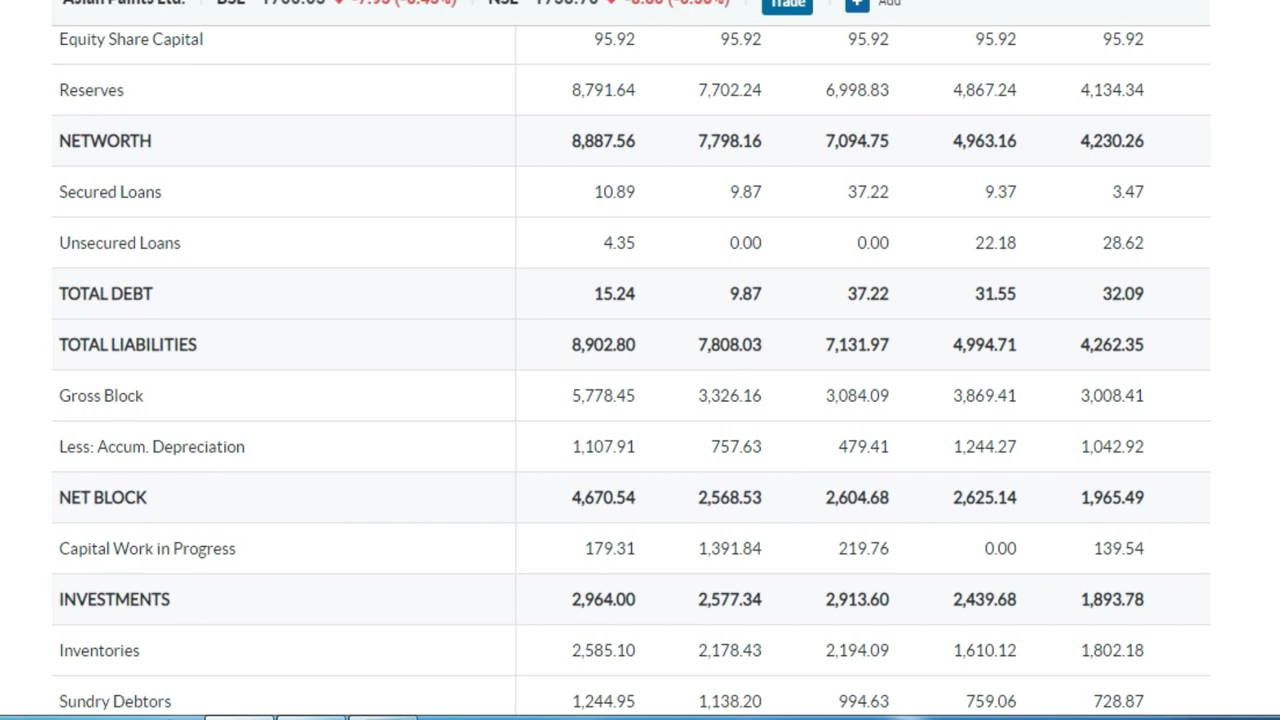 Asian Paints Ltd. BSE NSE Trade + Add
Equity Share Capital 95.92 95.92 95.92 95.92 95.92
Reserves 8,791.64 7,702.24 6,998.83 4,867.24 4,134.34
NETWORTH 8,887.56 7,798.16 7,094.75 4,963.16 4,230.26
Secured Loans 10.89 9.87 37.22 9.37 3.47
Unsecured Loans 4.35 0.00 0.00 22.18 28.62
TOTAL DEBT 15.24 9.87 37.22 31.55 32.09
TOTAL LIABILITIES 8,902.80 7,808.03 7,131.97 4,994.71 4,262.35
Gross Block 5,778.45 3,326.16 3,084.09 3,869.41 3,008.41
Less: Accum. Depreciation 1,107.91 757.63 479.41 1,244.27 1,042.92
NET BLOCK 4,670.54 2,568.53 2,604.68 2,625.14 1,965.49
Capital Work in Progress 179.31 1,391.84 219.76 0.00 139.54
INVESTMENTS 2,964.00 2,577.34 2,913.60 2,439.68 1,893.78
Inventories 2,585.10 2,178.43 2,194.09 1,610.12 1,802.18
Sundry Debtors 1,244.95 1,138.20 994.63 759.06 728.87